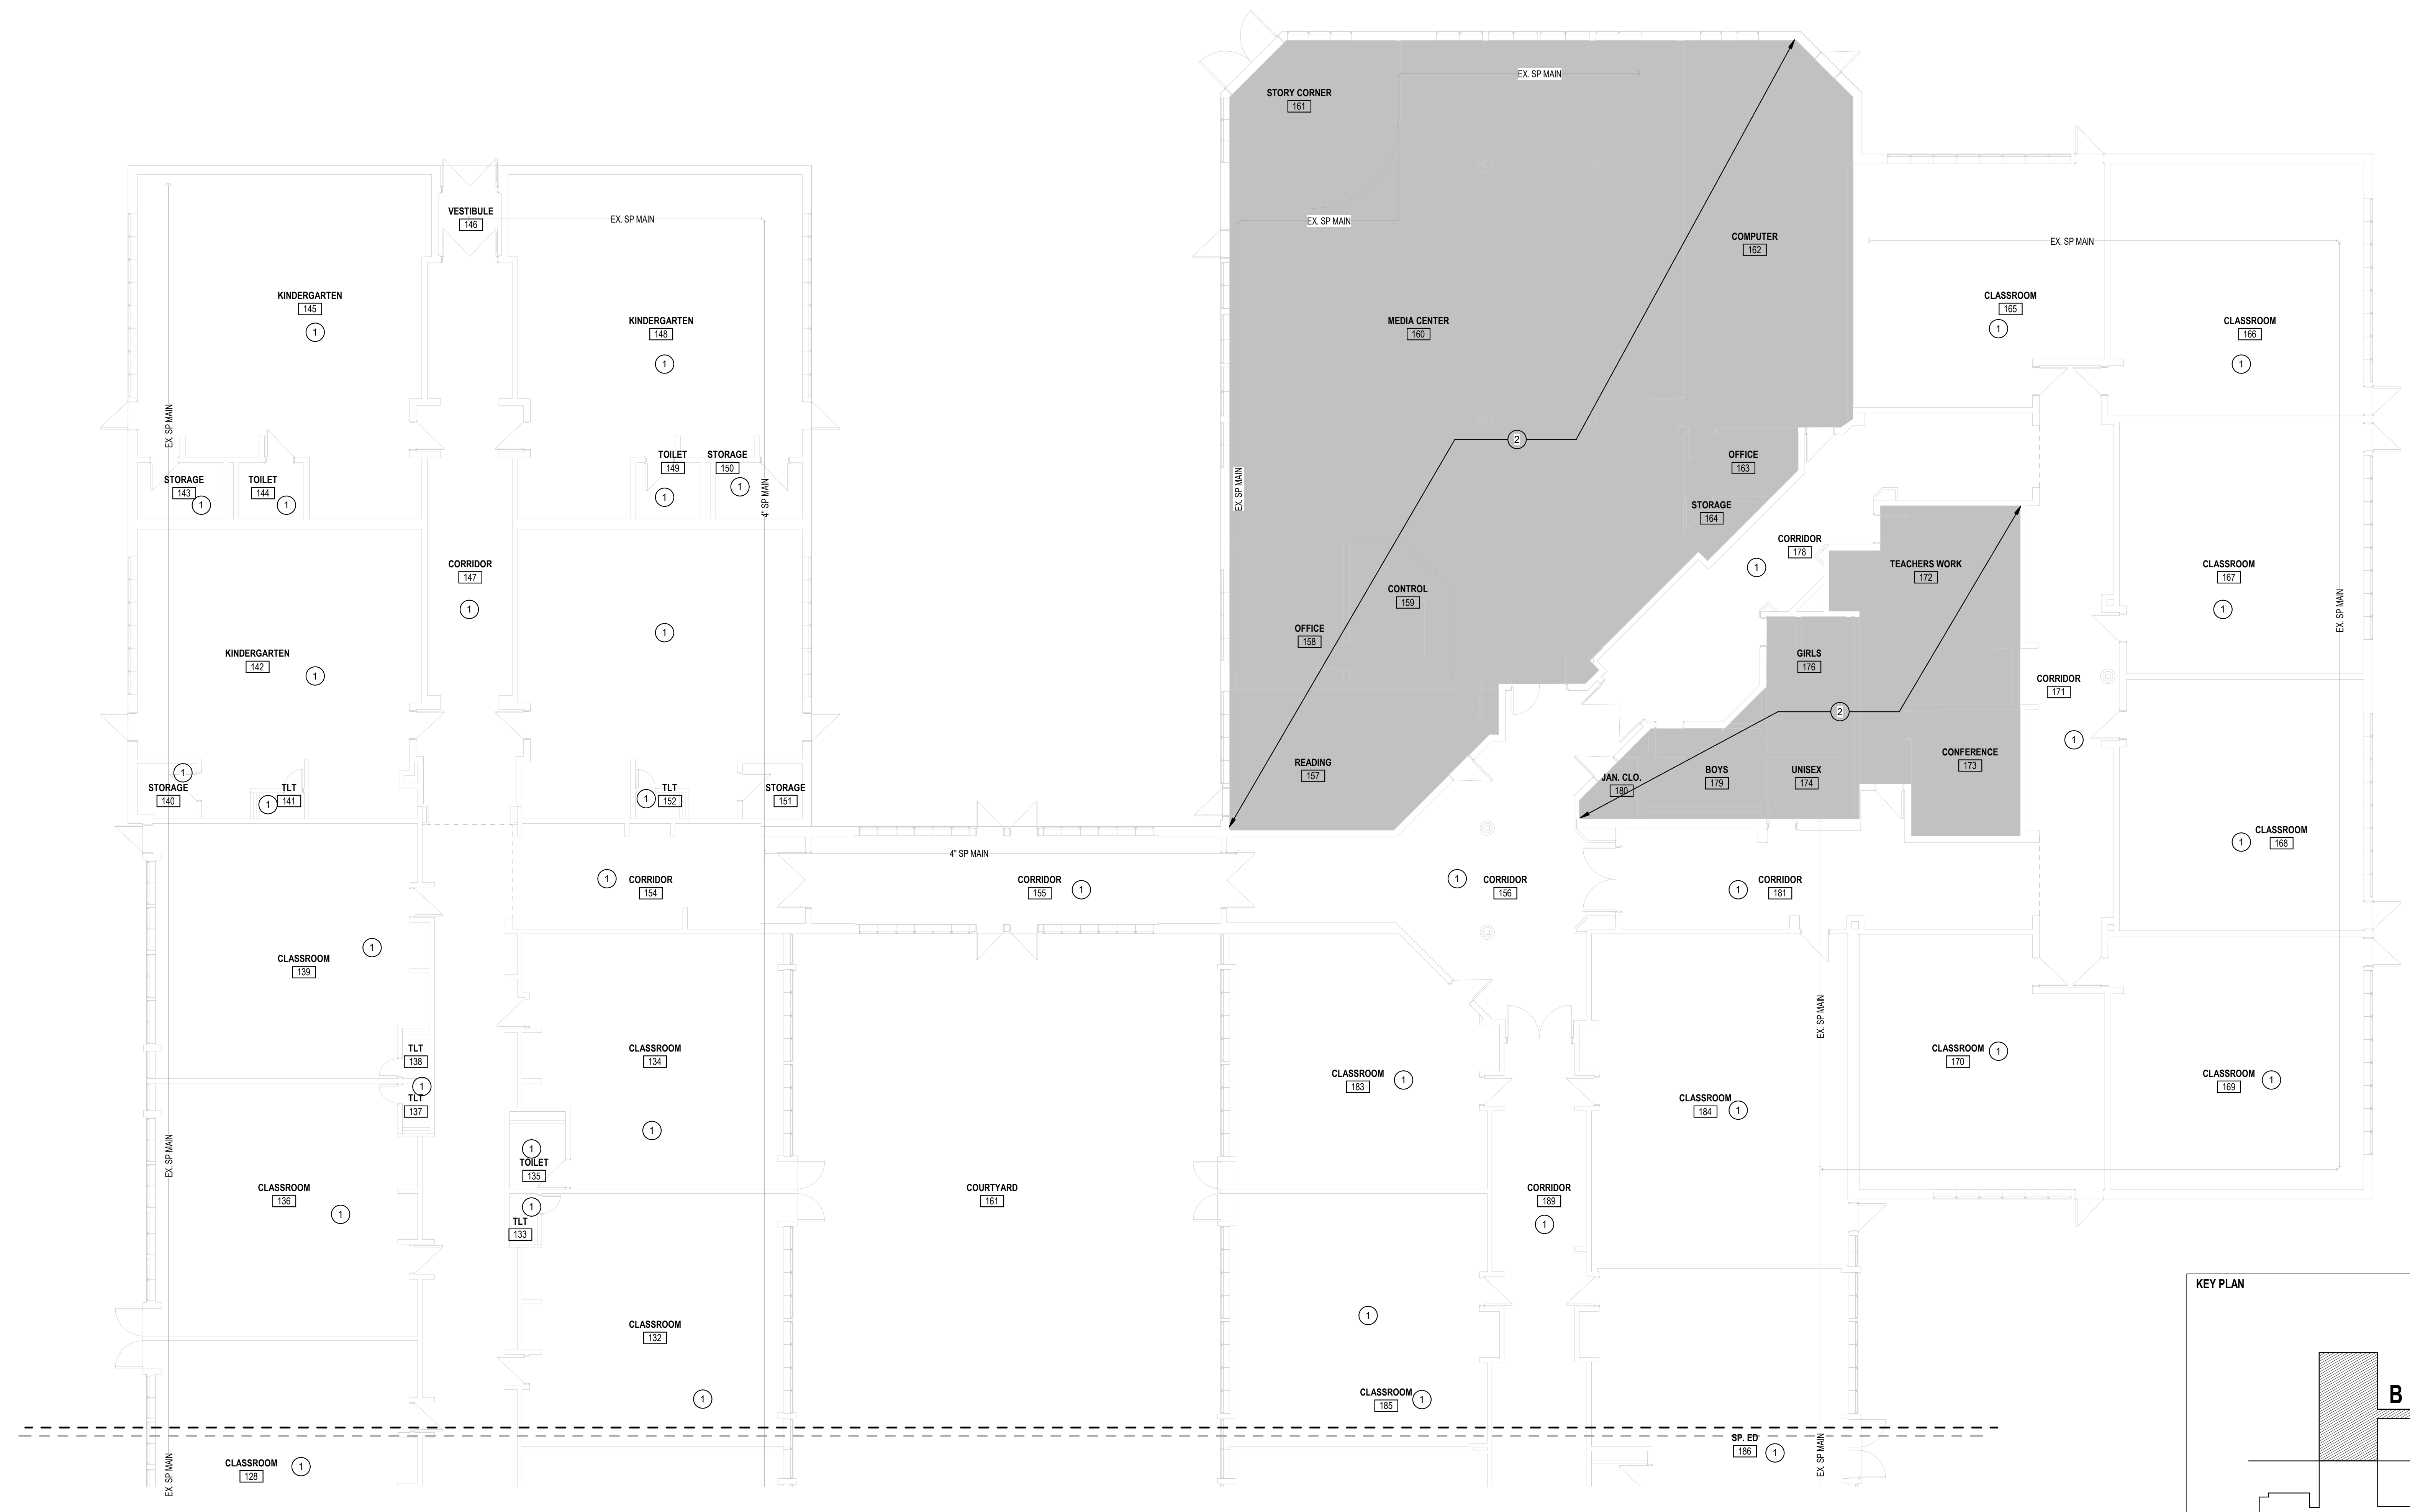 EX. SP MAIN
STORY CORNER
161
VESTIBULE
146
EX. SP MAIN
EX. SP MAIN
COMPUTER
162
EX. SP MAIN
KINDERGARTEN
145
1
KINDERGARTEN
148
1
MEDIA CENTER
160
CLASSROOM
165
1
CLASSROOM
166
1
EX. SP MAIN
2
STORAGE
143
1
TOILET
144
1
TOILET
149
1
STORAGE
150
1
4" SP MAIN
EX. SP MAIN
OFFICE
163
STORAGE
164
CORRIDOR
178
1
TEACHERS WORK
172
CLASSROOM
167
1
EX. SP MAIN
CORRIDOR
147
1
CONTROL
159
OFFICE
158
1
KINDERGARTEN
142
1
GIRLS
176
CORRIDOR
171
1
2
CONFERENCE
173
READING
157
JAN. CLO.
180
BOYS
179
UNISEX
174
1
STORAGE
140
TLT
141
1
TLT
152
1
STORAGE
151
CLASSROOM
168
1
4" SP MAIN
1
CORRIDOR
154
CORRIDOR
155
1
1
CORRIDOR
156
1
CORRIDOR
181
CLASSROOM
139
1
EX. SP MAIN
TLT
138
1
TLT
137
CLASSROOM
134
1
CLASSROOM
183
1
CLASSROOM
184
1
CLASSROOM
170
1
CLASSROOM
169
1
EX. SP MAIN
1
TOILET
135
1
TLT
133
CLASSROOM
136
1
COURTYARD
161
CORRIDOR
189
1
KEY PLAN
CLASSROOM
132
1
1
CLASSROOM
185
1
B
SP. ED
186
1
EX. SP MAIN
CLASSROOM
128
1
EX. SP MAIN